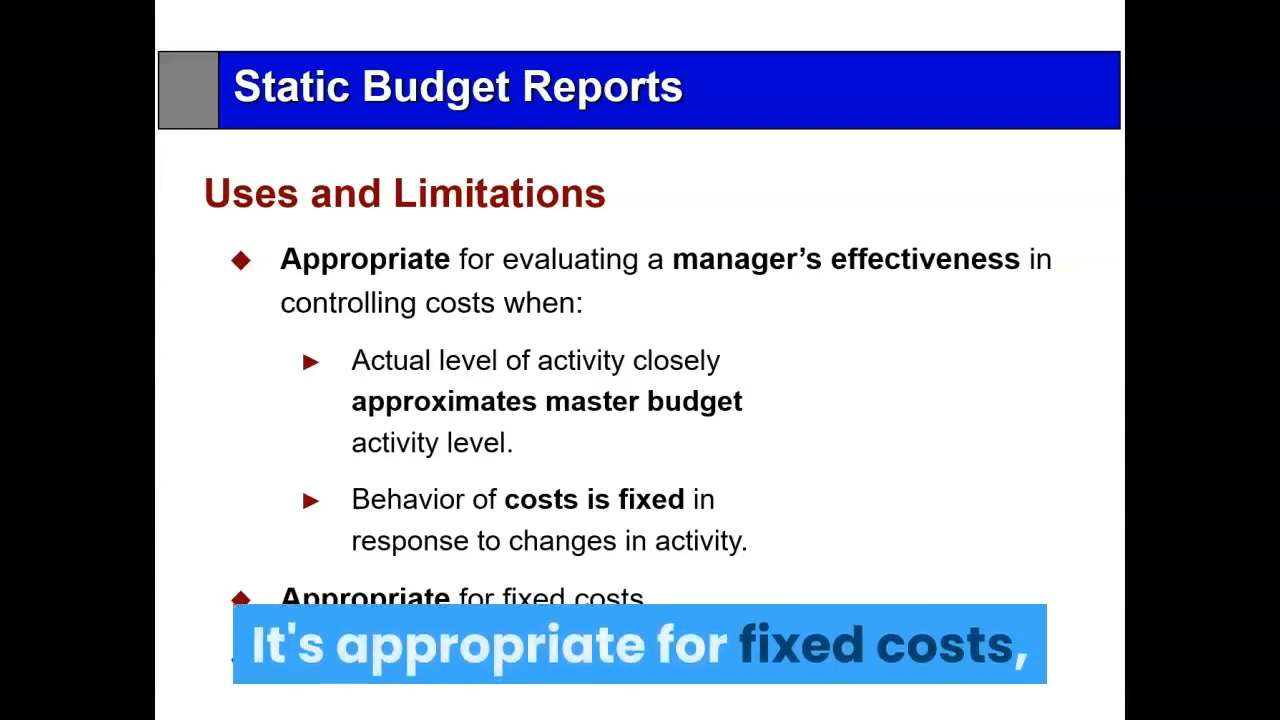 Static Budget Reports
Uses and Limitations
Appropriate for evaluating a manager’s effectiveness in
controlling costs when:
Actual level of activity closely
approximates master budget
activity level.
Behavior of costs is fixed in
response to changes in activity.
Appropriate for fixed costs.
It's appropriate for fixed costs,